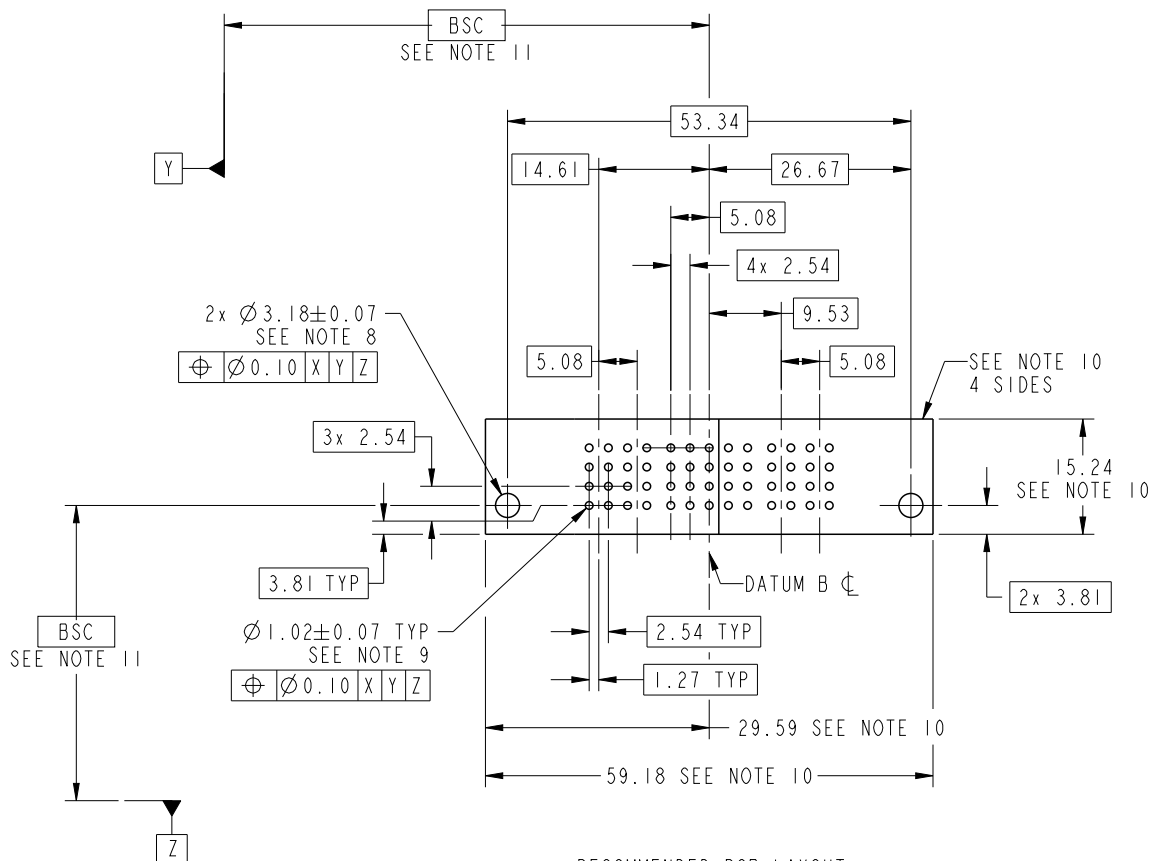 BSC
SEE NOTE 11
53.34
Y
14.61
26.67
5.08
4x 2.54
9.53
2x Ø3.18±0.07
SEE NOTE 8
⌖ Ø0.10 X Y Z
5.08
5.08
SEE NOTE 10
4 SIDES
3x 2.54
15.24
SEE NOTE 10
3.81 TYP
DATUM B ℄
2x 3.81
BSC
SEE NOTE 11
Ø1.02±0.07 TYP
SEE NOTE 9
⌖ Ø0.10 X Y Z
2.54 TYP
1.27 TYP
29.59 SEE NOTE 10
59.18 SEE NOTE 10
Z
RECOMMENDED PCB LAYOUT